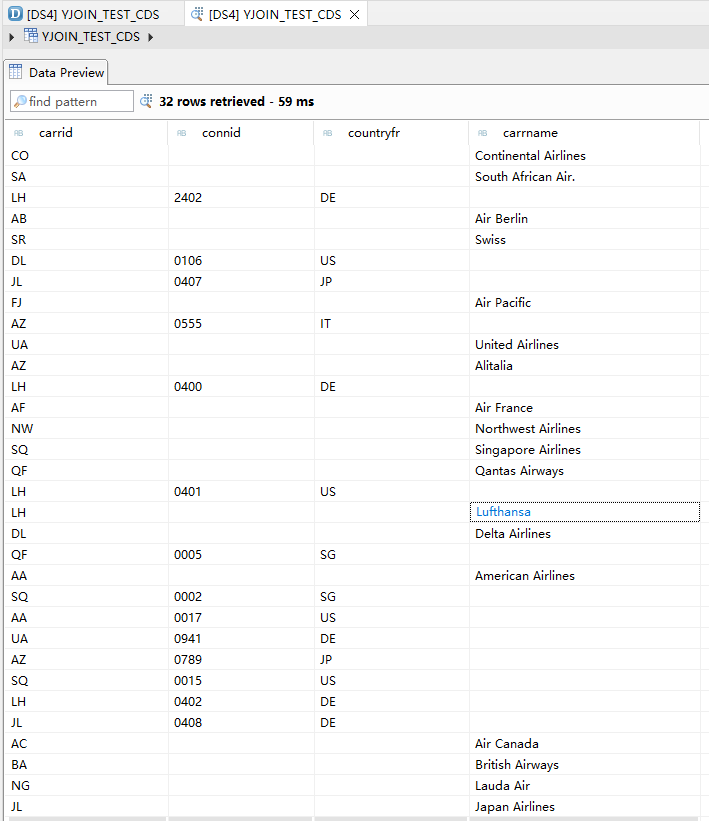 [DS4] YJOIN_TEST_CDS [DS4] YJOIN_TEST_CDS
YJOIN_TEST_CDS
Data Preview
find pattern 32 rows retrieved - 59 ms
AB carrid AB connid AB countryfr AB carrname
CO Continental Airlines
SA South African Air.
LH 2402 DE
AB Air Berlin
SR Swiss
DL 0106 US
JL 0407 JP
FJ Air Pacific
AZ 0555 IT
UA United Airlines
AZ Alitalia
LH 0400 DE
AF Air France
NW Northwest Airlines
SQ Singapore Airlines
QF Qantas Airways
LH 0401 US
LH Lufthansa
DL Delta Airlines
QF 0005 SG
AA American Airlines
SQ 0002 SG
AA 0017 US
UA 0941 DE
AZ 0789 JP
SQ 0015 US
LH 0402 DE
JL 0408 DE
AC Air Canada
BA British Airways
NG Lauda Air
JL Japan Airlines